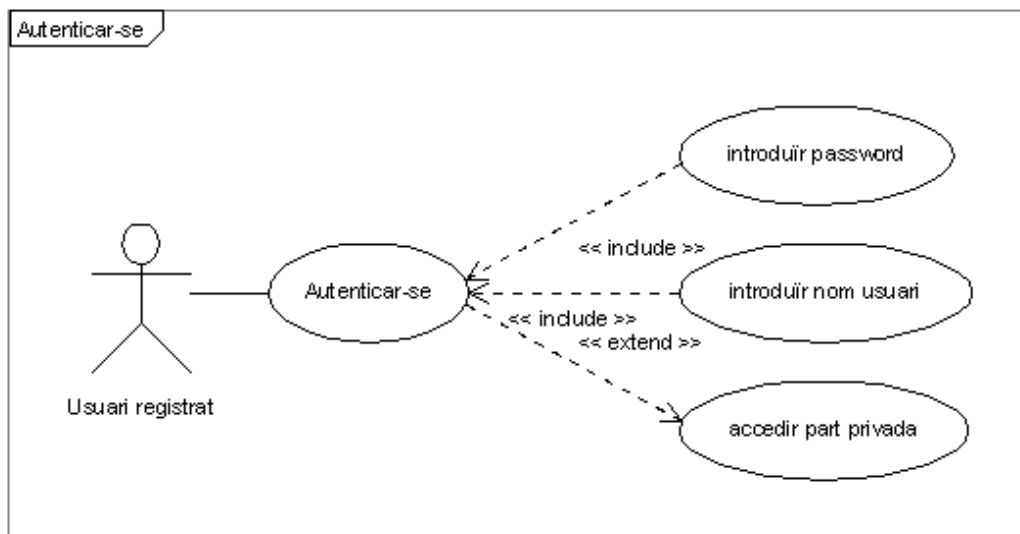 Autenticar-se
introduïr password
<< include >>
Autenticar-se
introduïr nom usuari
<< include >>
<< extend >>
Usuari registrat
accedir part privada